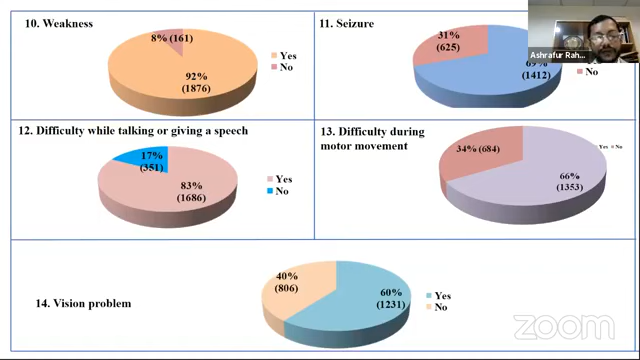 10. Weakness
8% (161)
92%
(1876)
Yes
No
11. Seizure
31%
(625)
69%
(1412)
No
Ashrafur Rah...
12. Difficulty while talking or giving a speech
17%
(351)
83%
(1686)
Yes
No
13. Difficulty during
motor movement
34% (684)
66%
(1353)
Yes No
14. Vision problem
40%
(806)
60%
(1231)
Yes
No
zoom